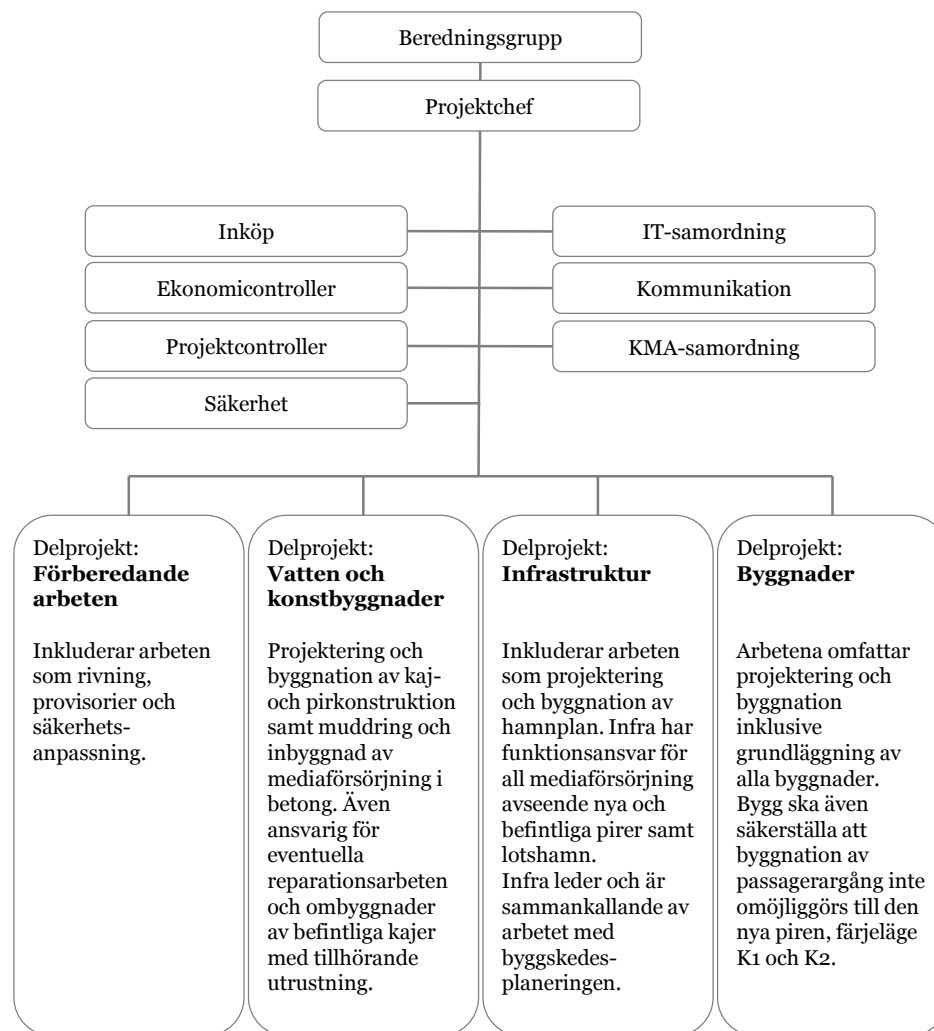 Beredningsgrupp
Projektchef
Inköp
IT-samordning
Ekonomicontroller
Kommunikation
Projektcontroller
KMA-samordning
Säkerhet
Delprojekt:
Förberedande
arbeten
Inkluderar arbeten
som rivning,
provisorier och
säkerhets-
anpassning.
Delprojekt:
Vatten och
konstbyggnader
Projektering och
byggnation av kaj-
och pirkonstruktion
samt muddring och
inbyggnad av
mediaförsörjning i
betong. Även
ansvarig för
eventuella
reparationsarbeten
och ombyggnader
av befintliga kajer
med tillhörande
utrustning.
Delprojekt:
Infrastruktur
Inkluderar arbeten
som projektering
och byggnation av
hamnplan. Infra har
funktionsansvar för
all mediaförsörjning
avseende nya och
befintliga pirer samt
lotshamn.
Infra leder och är
sammankallande av
arbetet med
byggskedes-
planeringen.
Delprojekt:
Byggnader
Arbetena omfattar
projektering och
byggnation
inklusive
grundläggning av
alla byggnader.
Bygg ska även
säkerställa att
byggnation av
passagerargång inte
omöjliggörs till den
nya piren, färjeläge
K1 och K2.